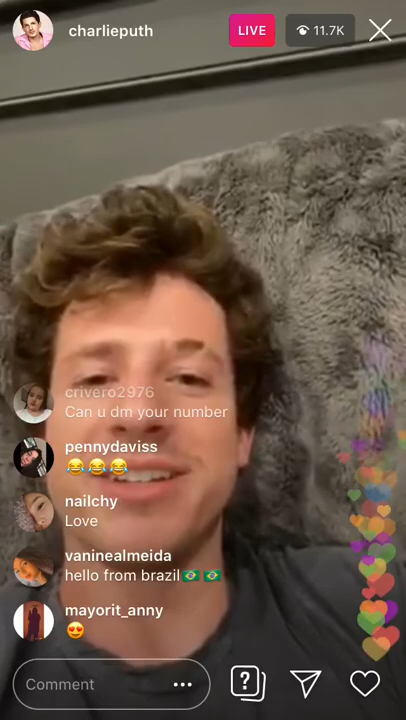 charlieputh
LIVE
11.7K
crivero2976
Can u dm your number
pennydaviss
😂😂😂
nailchy
Love
vaninealmeida
hello from brazil🇧🇷 🇧🇷
mayorit_anny
😍
Comment